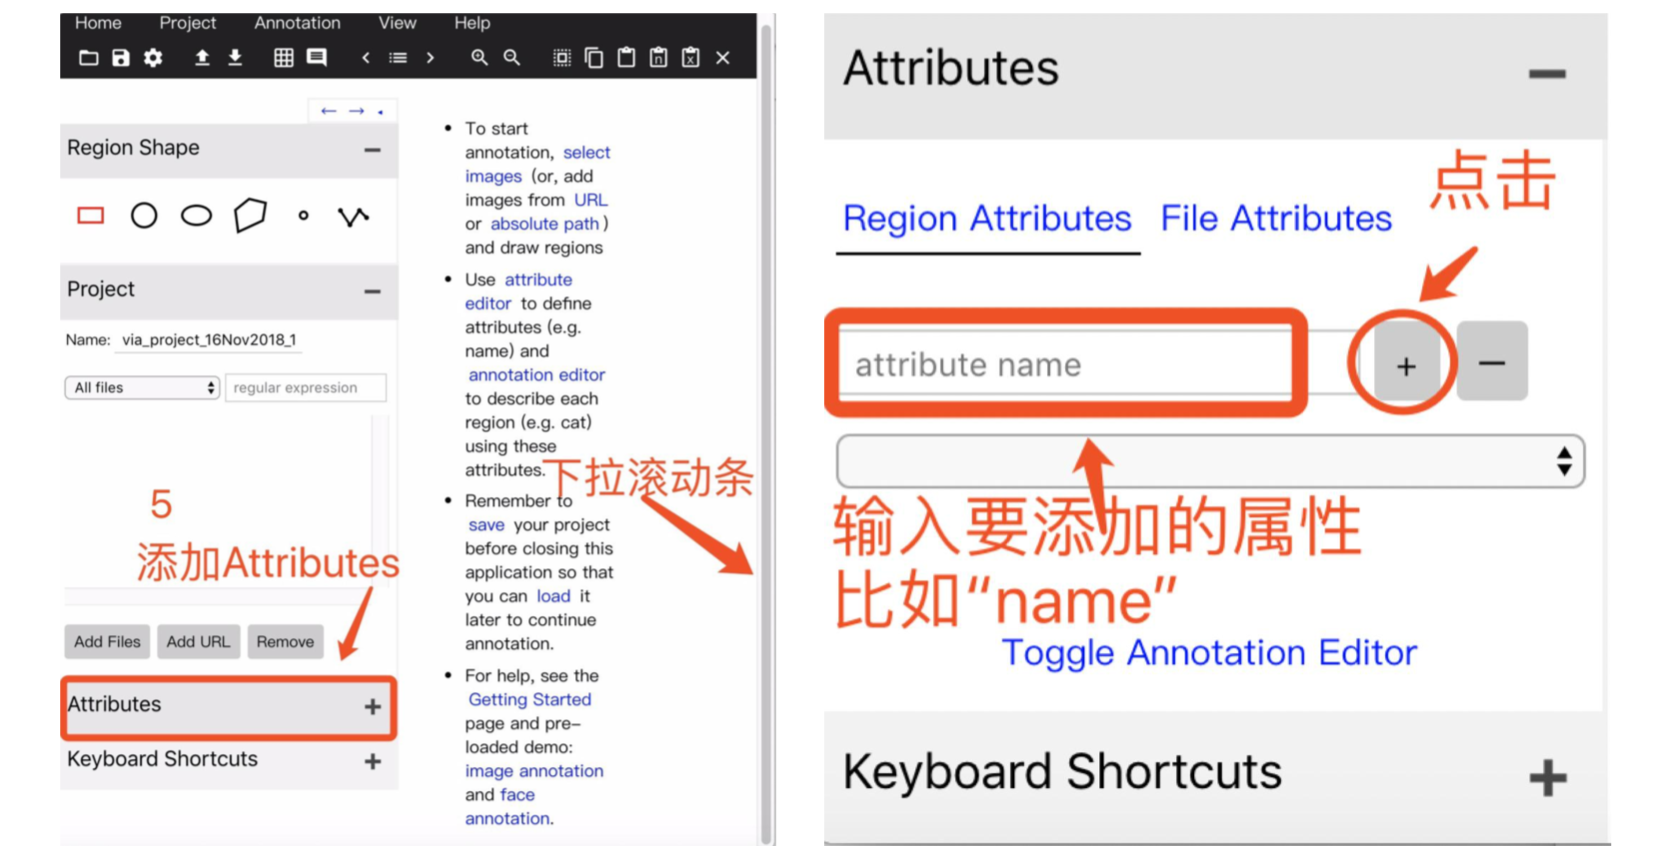 Home Project Annotation View Help
Region Shape
Project
Name: via_project_16Nov2018_1
All files
regular expression
5
添加Attributes
Add Files Add URL Remove
Attributes
Keyboard Shortcuts
• To start
annotation, select
images (or, add
images from URL
or absolute path)
and draw regions
• Use attribute
editor to define
attributes (e.g.
name) and
annotation editor
to describe each
region (e.g. cat)
using these
attributes.
下拉滚动条
• Remember to
save your project
before closing this
application so that
you can load it
later to continue
annotation.
• For help, see the
Getting Started
page and pre-
loaded demo:
image annotation
and face
annotation.
Attributes
点击
Region Attributes File Attributes
attribute name
输入要添加的属性
比如“name”
Toggle Annotation Editor
Keyboard Shortcuts